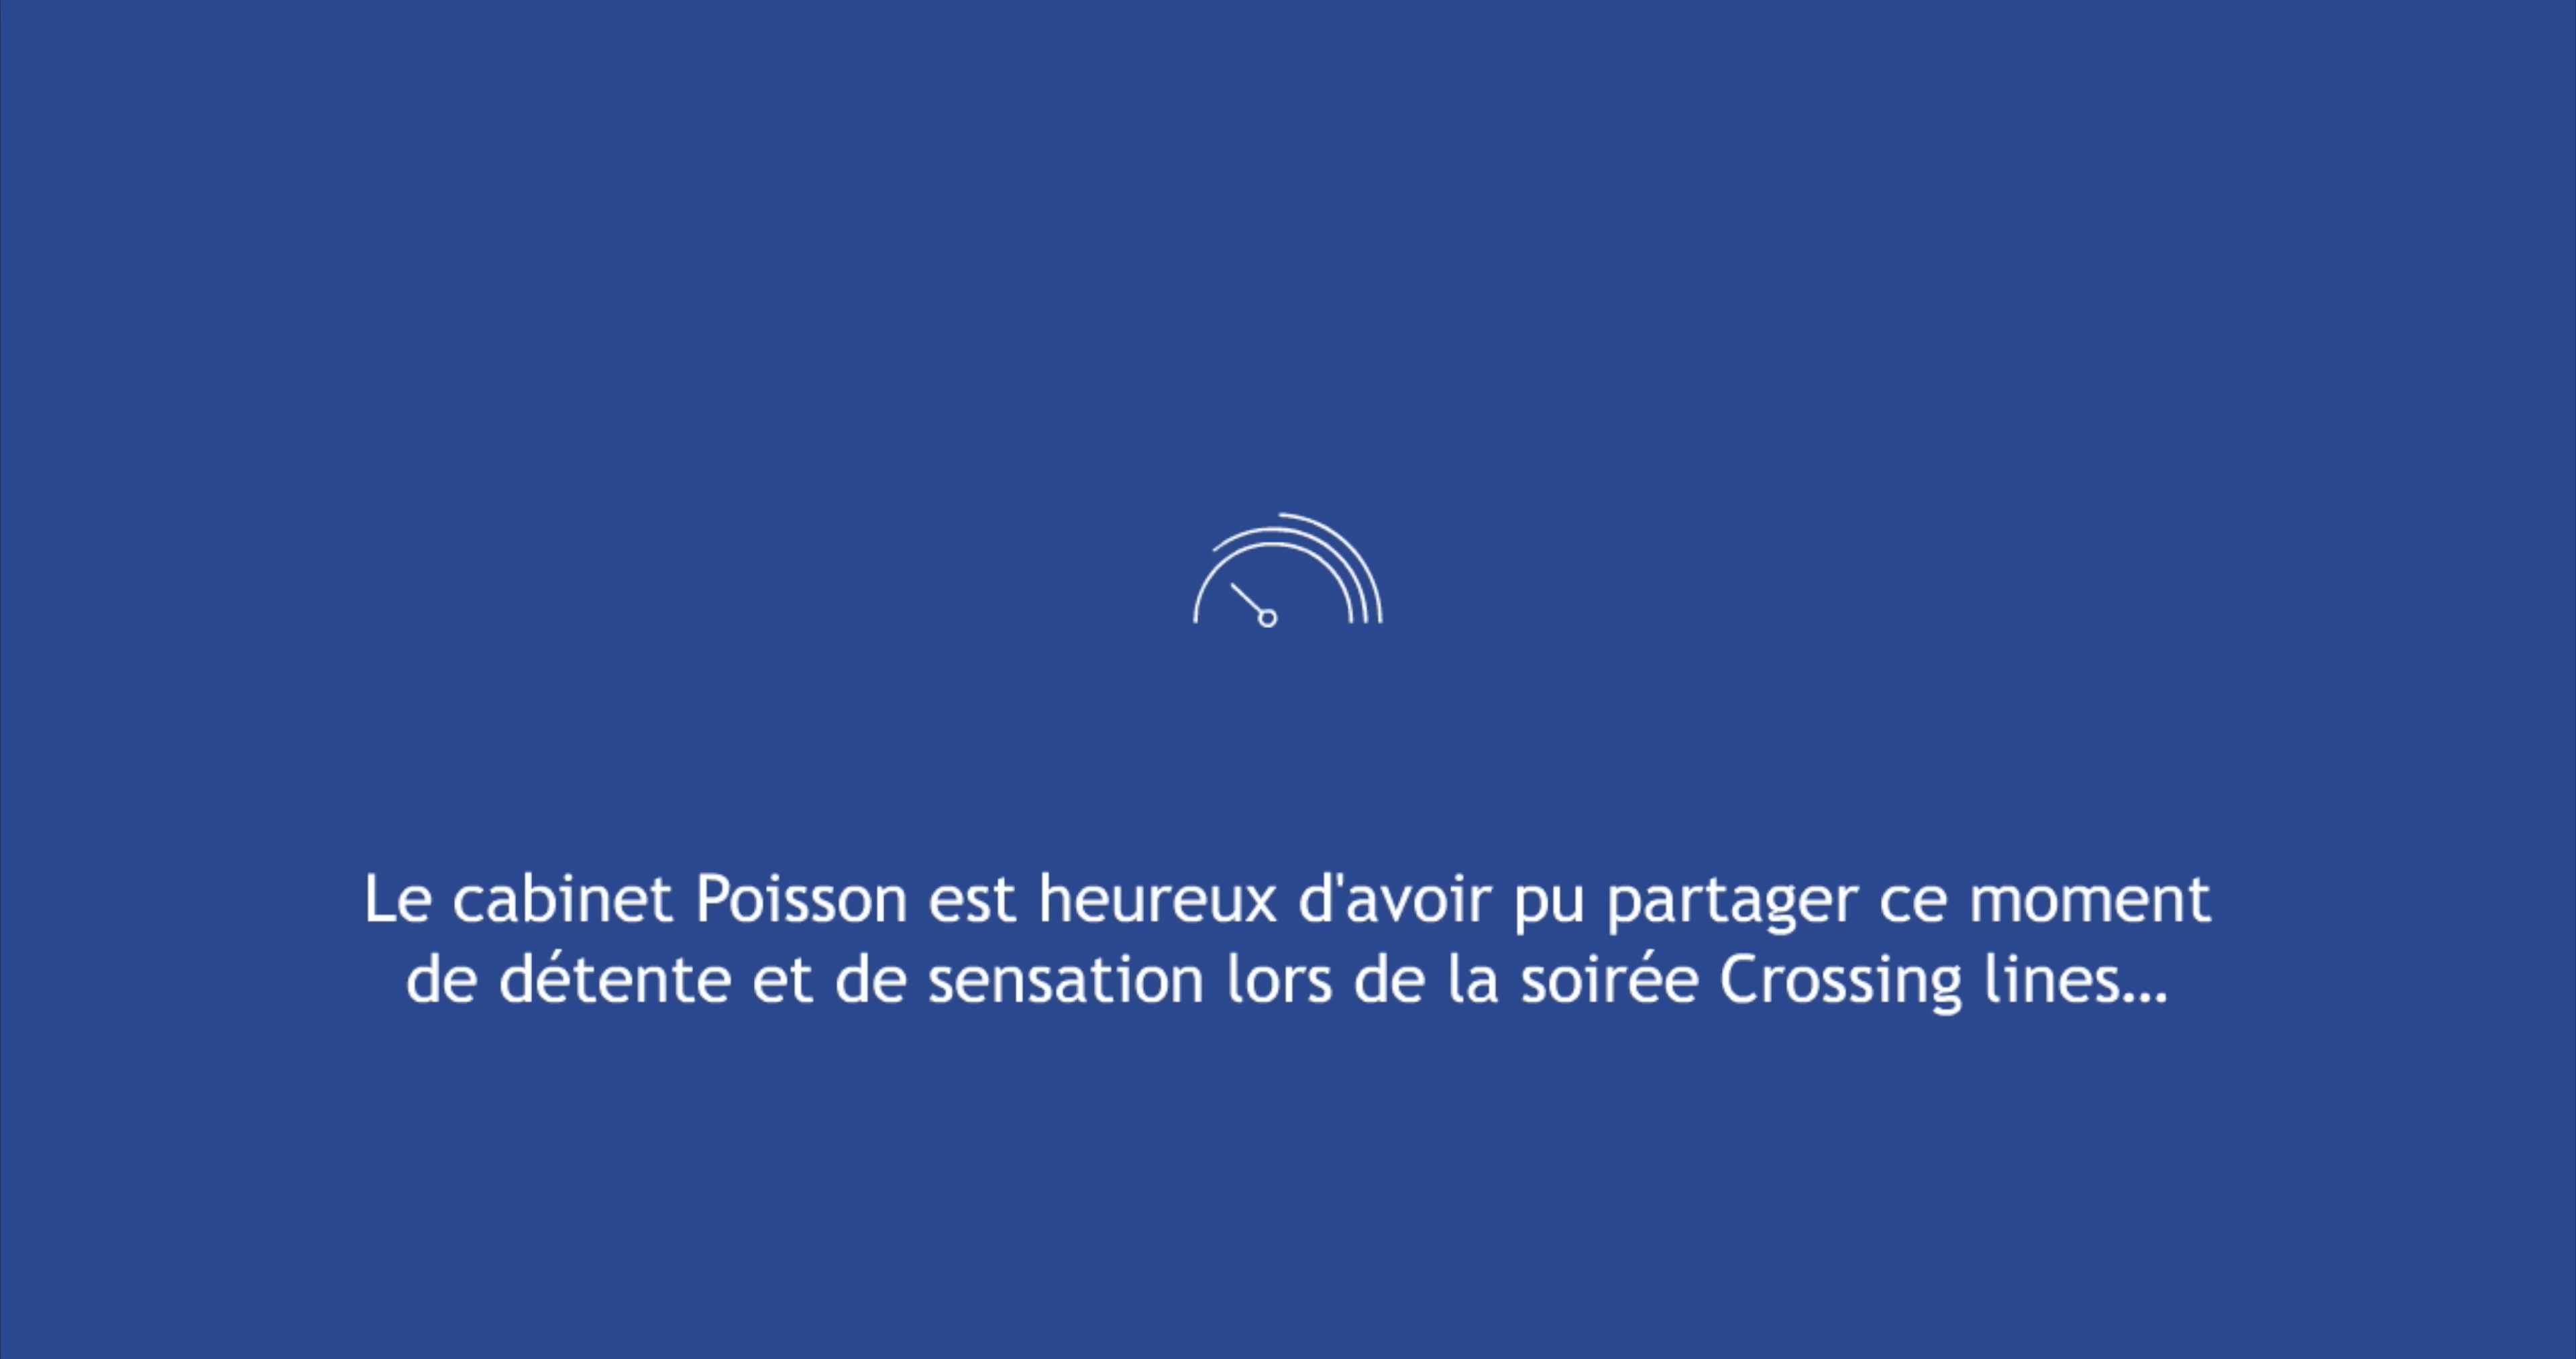 Le cabinet Poisson est heureux d'avoir pu partager ce moment
de détente et de sensation lors de la soirée Crossing lines...